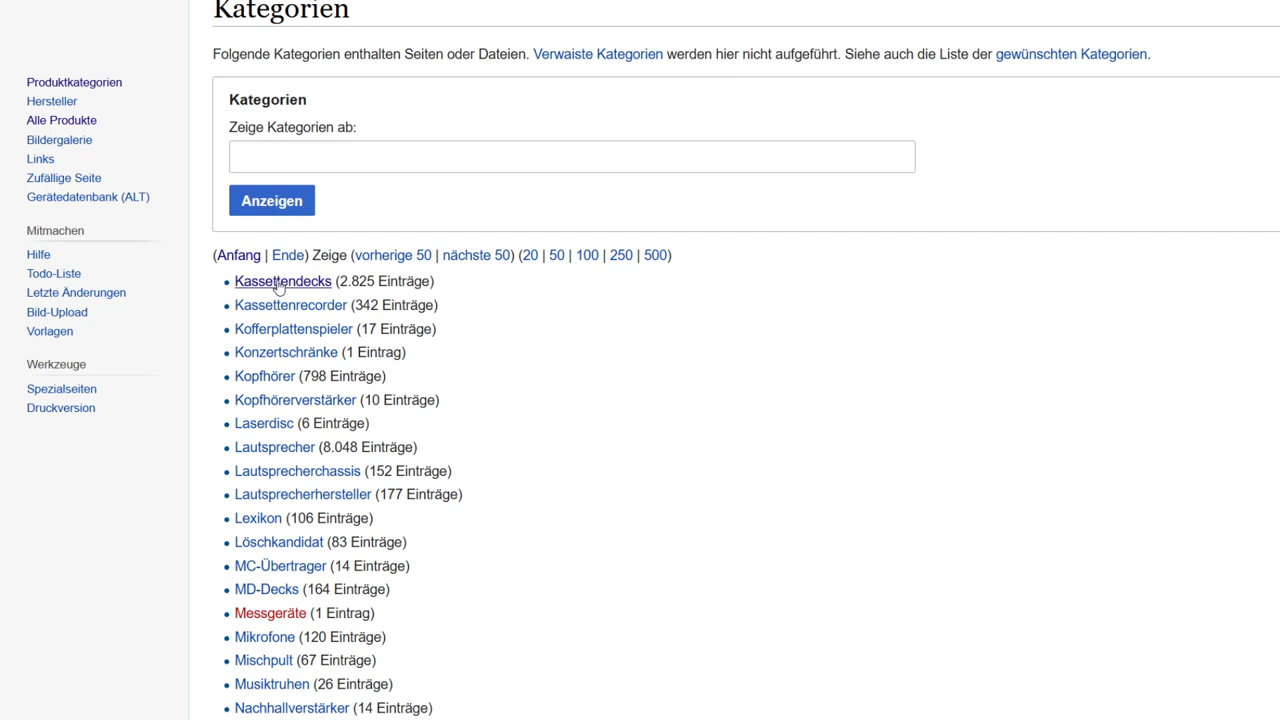 Kategorien
Folgende Kategorien enthalten Seiten oder Dateien. Verwaiste Kategorien werden hier nicht aufgeführt. Siehe auch die Liste der gewünschten Kategorien.
Produktkategorien
Hersteller
Alle Produkte
Bildergalerie
Links
Zufällige Seite
Gerätedatenbank (ALT)
Mitmachen
Hilfe
Todo-Liste
Letzte Änderungen
Bild-Upload
Vorlagen
Werkzeuge
Spezialseiten
Druckversion
Kategorien
Zeige Kategorien ab:
Anzeigen
(Anfang | Ende) Zeige (vorherige 50 | nächste 50) (20 | 50 | 100 | 250 | 500)
• Kassettendecks (2.825 Einträge)
• Kassettenrecorder (342 Einträge)
• Kofferplattenspieler (17 Einträge)
• Konzertschränke (1 Eintrag)
• Kopfhörer (798 Einträge)
• Kopfhörerverstärker (10 Einträge)
• Laserdisc (6 Einträge)
• Lautsprecher (8.048 Einträge)
• Lautsprecherchassis (152 Einträge)
• Lautsprecherhersteller (177 Einträge)
• Lexikon (106 Einträge)
• Löschkandidat (83 Einträge)
• MC-Übertrager (14 Einträge)
• MD-Decks (164 Einträge)
• Messgeräte (1 Eintrag)
• Mikrofone (120 Einträge)
• Mischpult (67 Einträge)
• Musiktruhen (26 Einträge)
• Nachhallverstärker (14 Einträge)